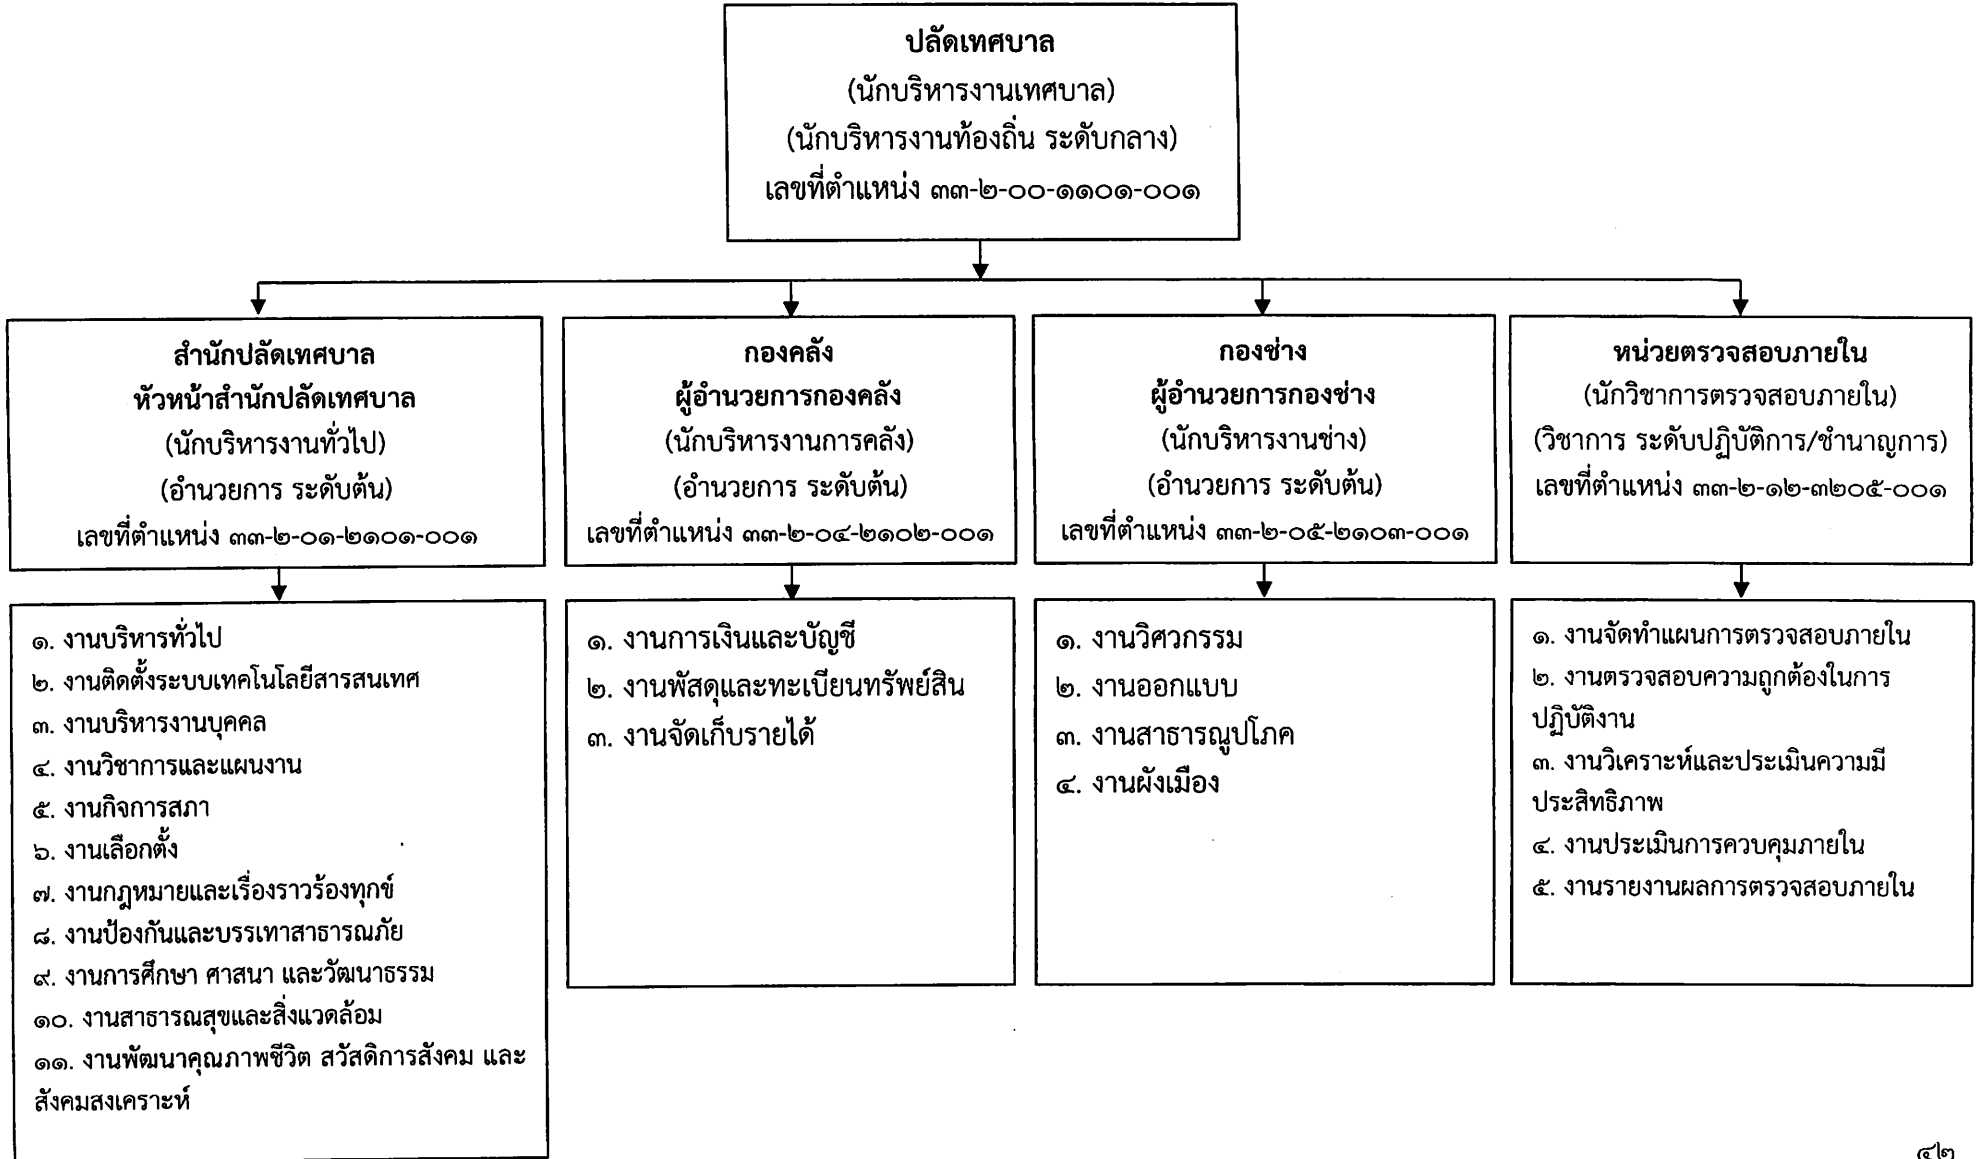 ปลัดเทศบาล
(นักบริหารงานเทศบาล)
(นักบริหารงานท้องถิ่น ระดับกลาง)
เลขที่ตำแหน่ง ๓๓-๒-๐๐-๑๑๐๑-๐๐๑
สำนักปลัดเทศบาล
หัวหน้าสำนักปลัดเทศบาล
(นักบริหารงานทั่วไป)
(อำนวยการ ระดับต้น)
เลขที่ตำแหน่ง ๓๓-๒-๐๑-๒๑๐๑-๐๐๑
กองคลัง
ผู้อำนวยการกองคลัง
(นักบริหารงานการคลัง)
(อำนวยการ ระดับต้น)
เลขที่ตำแหน่ง ๓๓-๒-๐๔-๒๑๐๒-๐๐๑
กองช่าง
ผู้อำนวยการกองช่าง
(นักบริหารงานช่าง)
(อำนวยการ ระดับต้น)
เลขที่ตำแหน่ง ๓๓-๒-๐๕-๒๑๐๓-๐๐๑
หน่วยตรวจสอบภายใน
(นักวิชาการตรวจสอบภายใน)
(วิชาการ ระดับปฏิบัติการ/ชำนาญการ)
เลขที่ตำแหน่ง ๓๓-๒-๑๒-๓๒๐๕-๐๐๑
๑. งานบริหารทั่วไป
๒. งานติดตั้งระบบเทคโนโลยีสารสนเทศ
๓. งานบริหารงานบุคคล
๔. งานวิชาการและแผนงาน
๕. งานกิจการสภา
๖. งานเลือกตั้ง
๗. งานกฎหมายและเรื่องราวร้องทุกข์
๘. งานป้องกันและบรรเทาสาธารณภัย
๙. งานการศึกษา ศาสนา และวัฒนาธรรม
๑๐. งานสาธารณสุขและสิ่งแวดล้อม
๑๑. งานพัฒนาคุณภาพชีวิต สวัสดิการสังคม และ
สังคมสงเคราะห์
๑. งานการเงินและบัญชี
๒. งานพัสดุและทะเบียนทรัพย์สิน
๓. งานจัดเก็บรายได้
๑. งานวิศวกรรม
๒. งานออกแบบ
๓. งานสาธารณูปโภค
๔. งานผังเมือง
๑. งานจัดทำแผนการตรวจสอบภายใน
๒. งานตรวจสอบความถูกต้องในการ
ปฏิบัติงาน
๓. งานวิเคราะห์และประเมินความมี
ประสิทธิภาพ
๔. งานประเมินการควบคุมภายใน
๕. งานรายงานผลการตรวจสอบภายใน
๔๒